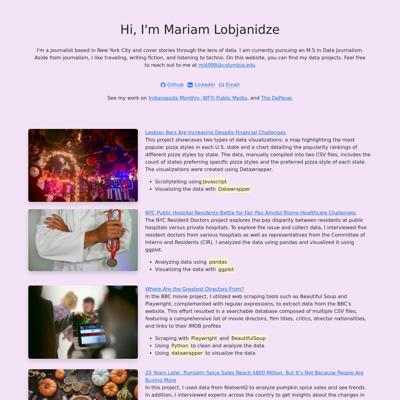 Hi, I'm Mariam Lobjanidze
I'm a journalist based in New York City and cover stories through the lens of data. I am currently pursuing an M.S in Data Journalism.
Aside from journalism, I like traveling, writing fiction, and listening to techno. On this website, you can find my data projects. Feel free
to reach out to me at ml4998@columbia.edu
Github LinkedIn Email
See my work on Indianapolis Monthly, WFYI Public Media, and The DePauw.
Lesbian Bars Are Increasing Despite Financial Challenges
This project showcases two types of data visualizations: a map highlighting the most
popular pizza styles in each U.S. state and a chart detailing the popularity rankings of
different pizza styles by state. The data, manually compiled into two CSV files, includes the
count of states preferring specific pizza styles and the preferred pizza style of each state.
The visualizations were created using Datawrapper.
Scrollytelling using Javascript
Visualizing the data with Datawrapper
NYC Public Hospital Residents Battle for Fair Pay Amidst Rising Healthcare Challenges
The NYC Resident Doctors project explores the pay disparity between residents at public
hospitals versus private hospitals. To explore the issue and collect data, I interviewed five
resident doctors from various hospitals as well as representatives from the Committee of
Interns and Residents (CIR). I analyzed the data using pandas and visualized it using
ggplot.
Analyzing data using pandas
Visualizing the data with ggplot
Where Are the Greatest Directors From?
In the BBC movie project, I utilized web scraping tools such as Beautiful Soup and
Playwright, complemented with regular expressions, to extract data from the BBC's
website. This effort resulted in a searchable database composed of multiple CSV files,
featuring a comprehensive list of movie directors, film titles, critics, director nationalities,
and links to their IMDB profiles
Scraping with Playwright and BeautifulSoup
Using Python to clean and analyze the data
Using datawrapper to visualize the data
20 Years Later, Pumpkin Spice Sales Reach $800 Million, But It's Not Because People Are
Buying More
In this project, I used data from NielsenIQ to analyze pumpkin spice sales and see trends.
In addition, I interviewed experts across the country to get insights about the changes in